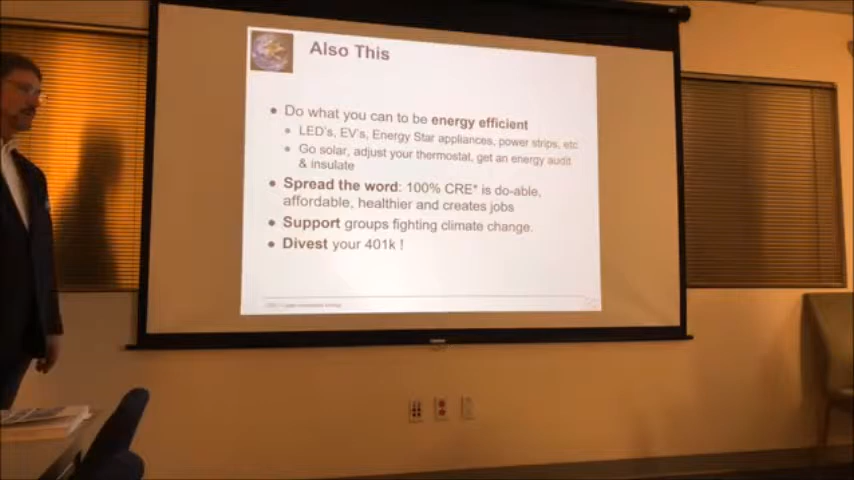 Also This
• Do what you can to be energy efficient
• LED's, EV's, Energy Star appliances, power strips, etc
• Go solar, adjust your thermostat, get an energy audit
& insulate
• Spread the word: 100% CRE* is do-able,
affordable, healthier and creates jobs
• Support groups fighting climate change.
• Divest your 401k !